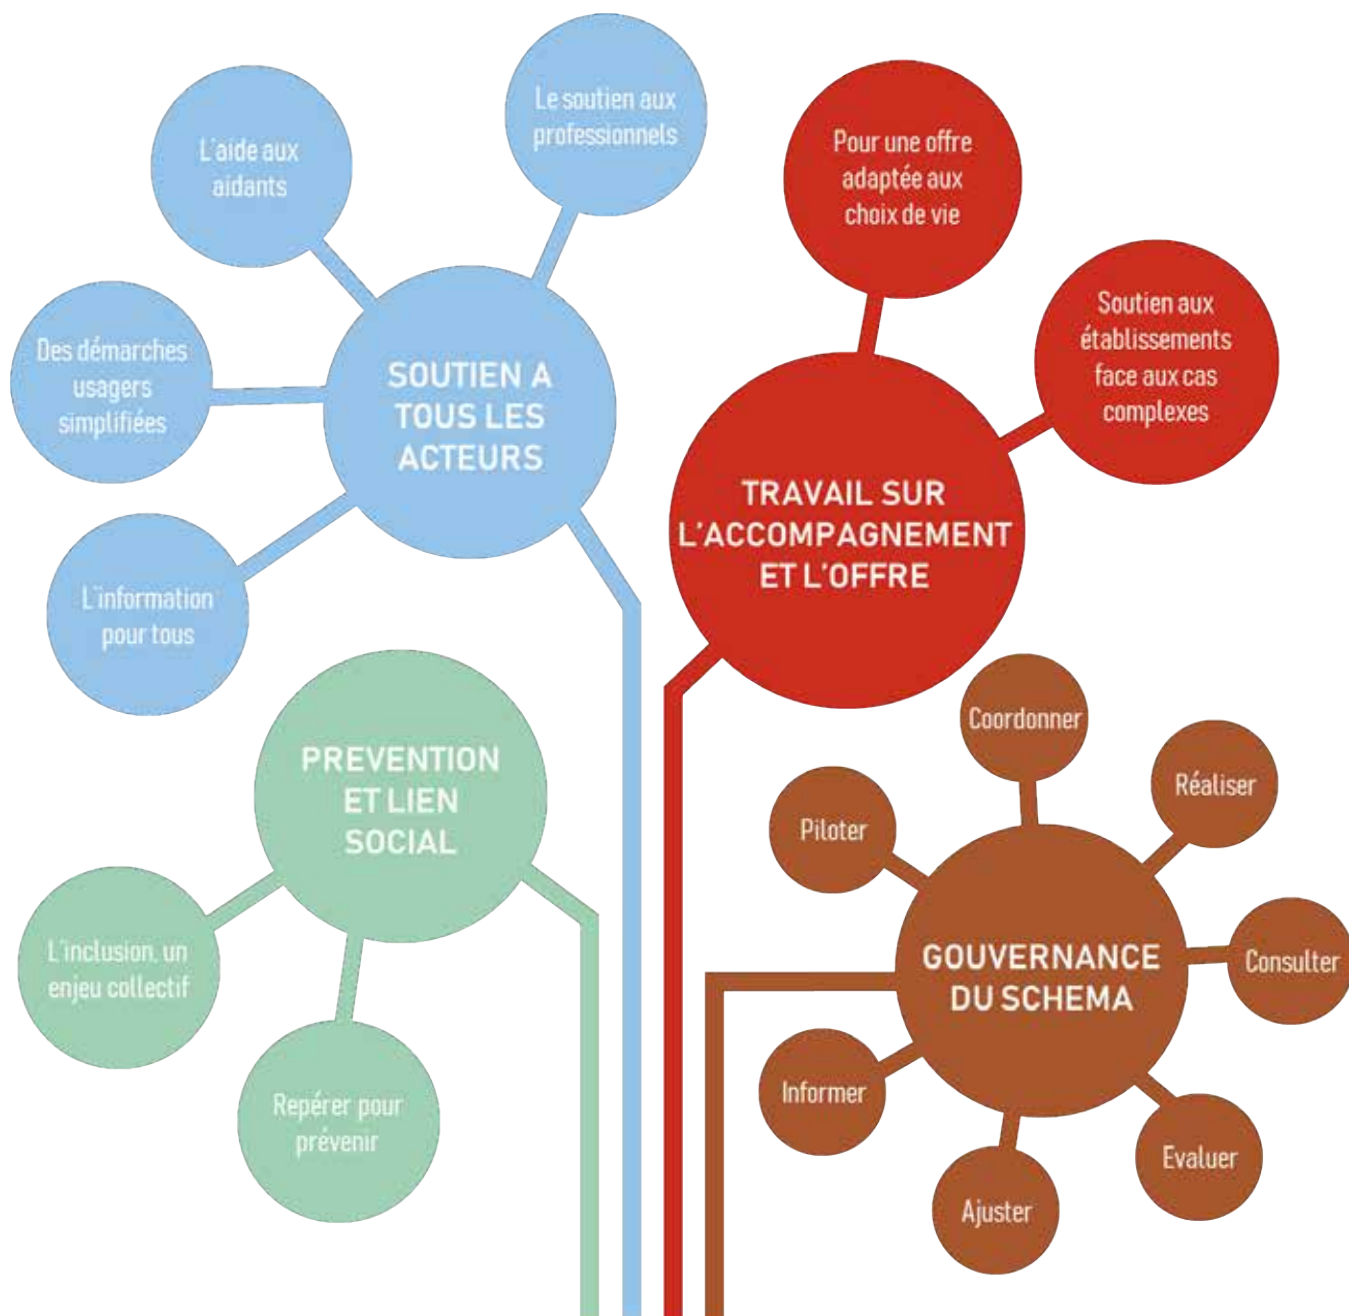 Le soutien aux
professionnels
L'aide aux
aidants
Des démarches
usagers
simplifiées
L'information
pour tous
SOUTIEN A
TOUS LES
ACTEURS
Pour une offre
adaptée aux
choix de vie
Soutien aux
établissements
face aux cas
complexes
TRAVAIL SUR
L'ACCOMPAGNEMENT
ET L'OFFRE
PREVENTION
ET LIEN
SOCIAL
L'inclusion, un
enjeu collectif
Repérer pour
prévenir
Coordonner
Réaliser
Piloter
Consulter
GOUVERNANCE
DU SCHEMA
Informer
Evaluer
Ajuster